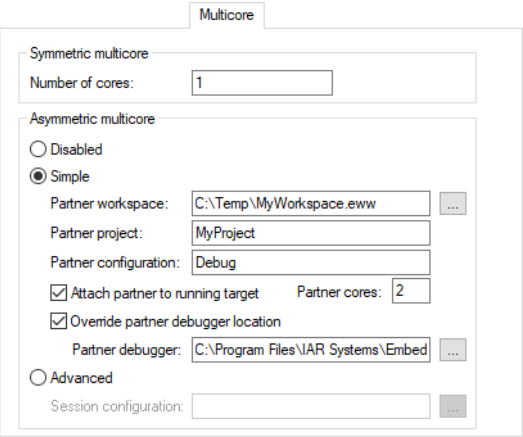 Multicore
Symmetric multicore
Number of cores: 1
Asymmetric multicore
Disabled
Simple
Partner workspace: C:\Temp\MyWorkspace.eww ...
Partner project: MyProject
Partner configuration: Debug
Attach partner to running target Partner cores: 2
Override partner debugger location
Partner debugger: C:\Program Files\IAR Systems\Embed ...
Advanced
Session configuration: ...